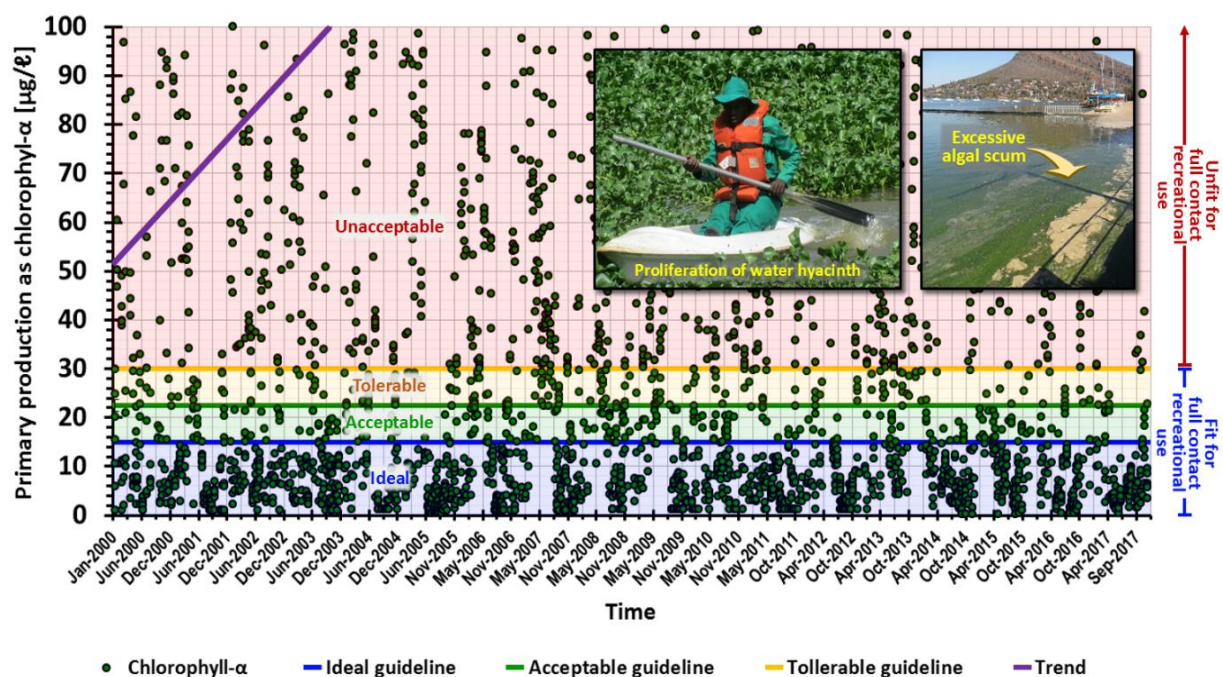 Primary production as chlorophyl-α [µg/ℓ]
100
90
80
70
60
50
40
30
20
10
0
Unacceptable
Tolerable
Acceptable
Ideal
Proliferation of water hyacinth
Excessive
algal scum
Unfit for
full contact
recreational
use
Fit for
full contact
recreational
use
Jan-2000
Jun-2000
Dec-2000
Jun-2001
Dec-2001
Jun-2002
Dec-2002
Jun-2003
Dec-2003
Jun-2004
Dec-2004
Jun-2005
Nov-2005
May-2006
Nov-2006
May-2007
Nov-2007
May-2008
Nov-2008
May-2009
Nov-2009
May-2010
Nov-2010
May-2011
Oct-2011
Apr-2012
Oct-2012
Apr-2013
Oct-2013
Apr-2014
Oct-2014
Apr-2015
Oct-2015
Apr-2016
Oct-2016
Apr-2017
Sep-2017
Time
Chlorophyll-α
Ideal guideline
Acceptable guideline
Tollerable guideline
Trend